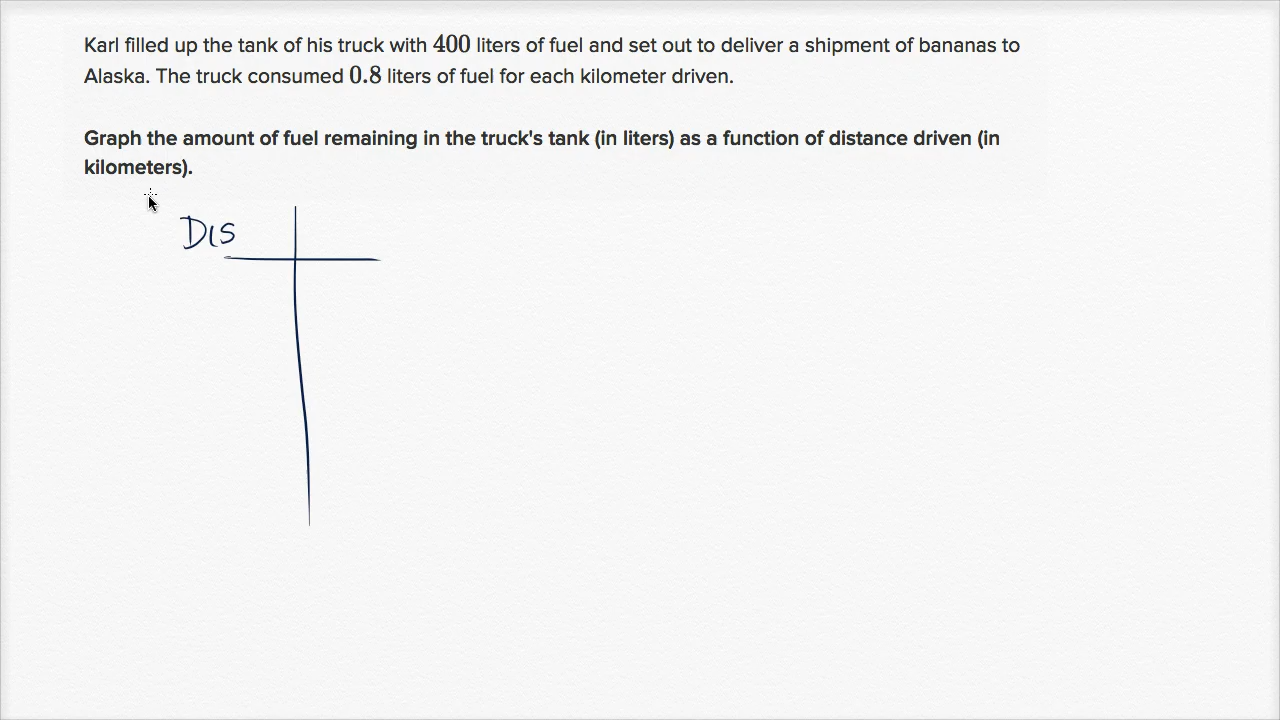 Karl filled up the tank of his truck with 400 liters of fuel and set out to deliver a shipment of bananas to
Alaska. The truck consumed 0.8 liters of fuel for each kilometer driven.
Graph the amount of fuel remaining in the truck's tank (in liters) as a function of distance driven (in
kilometers).
DIS